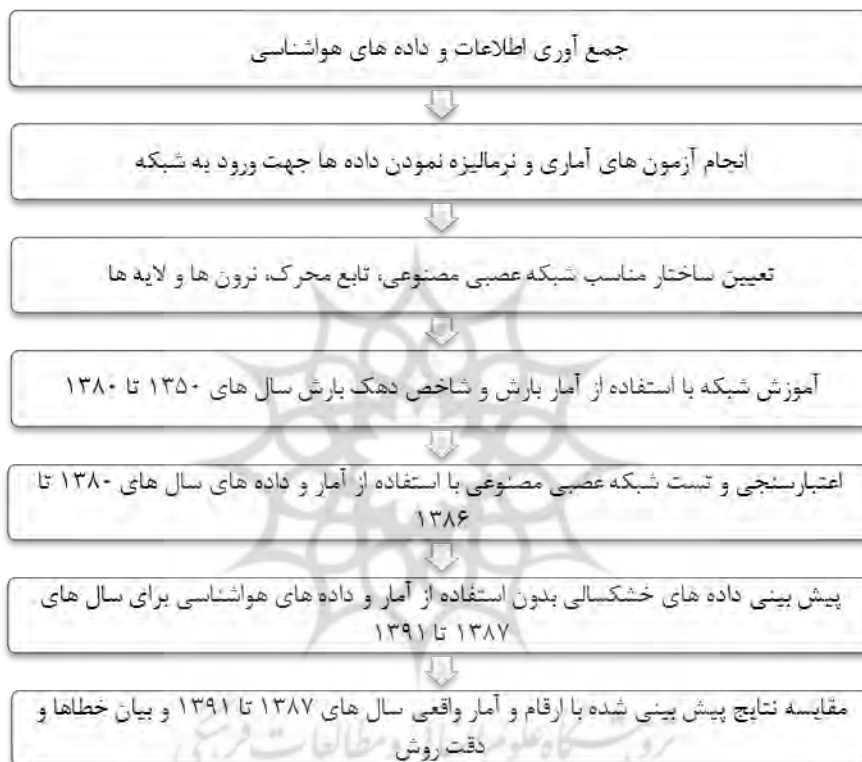 جمع آوری اطلاعات و داده های هواشناسی
انجام آزمون های آماری و نرمالیزه نمودن داده ها جهت ورود به شبکه
تعیین ساختار مناسب شبکه عصبی مصنوعی، تابع محرک، نرون ها و لایه ها
آموزش شبکه با استفاده از آمار بارش و شاخص دهک بارش سال های ۱۳۵۰ تا ۱۳۸۰
اعتبارسنجی و تست شبکه عصبی مصنوعی با استفاده از آمار و داده های سال های ۱۳۸۰ تا
۱۳۸۶
پیش بینی داده های خشکسالی بدون استفاده از آمار و داده های هواشناسی برای سال های
۱۳۸۷ تا ۱۳۹۱
مقایسه نتایج پیش بینی شده با ارقام و آمار واقعی سال های ۱۳۸۷ تا ۱۳۹۱ و بیان خطاها و
دقت روش